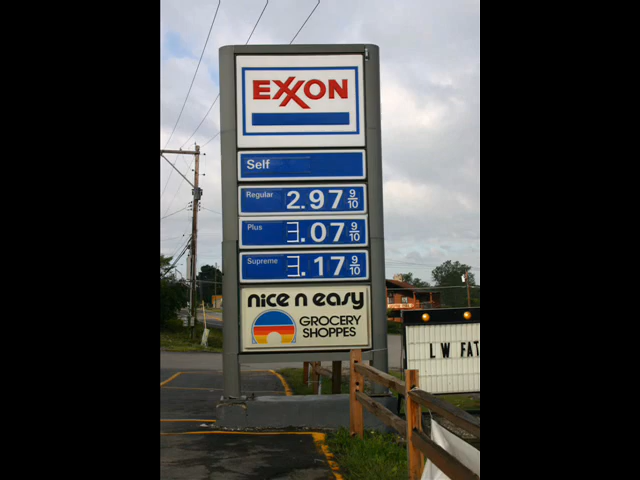 EXXON
Self
Regular 2.97 9/10
Plus 3.07 9/10
Supreme 3.17 9/10
nice n easy
GROCERY
SHOPPES
L W FAT